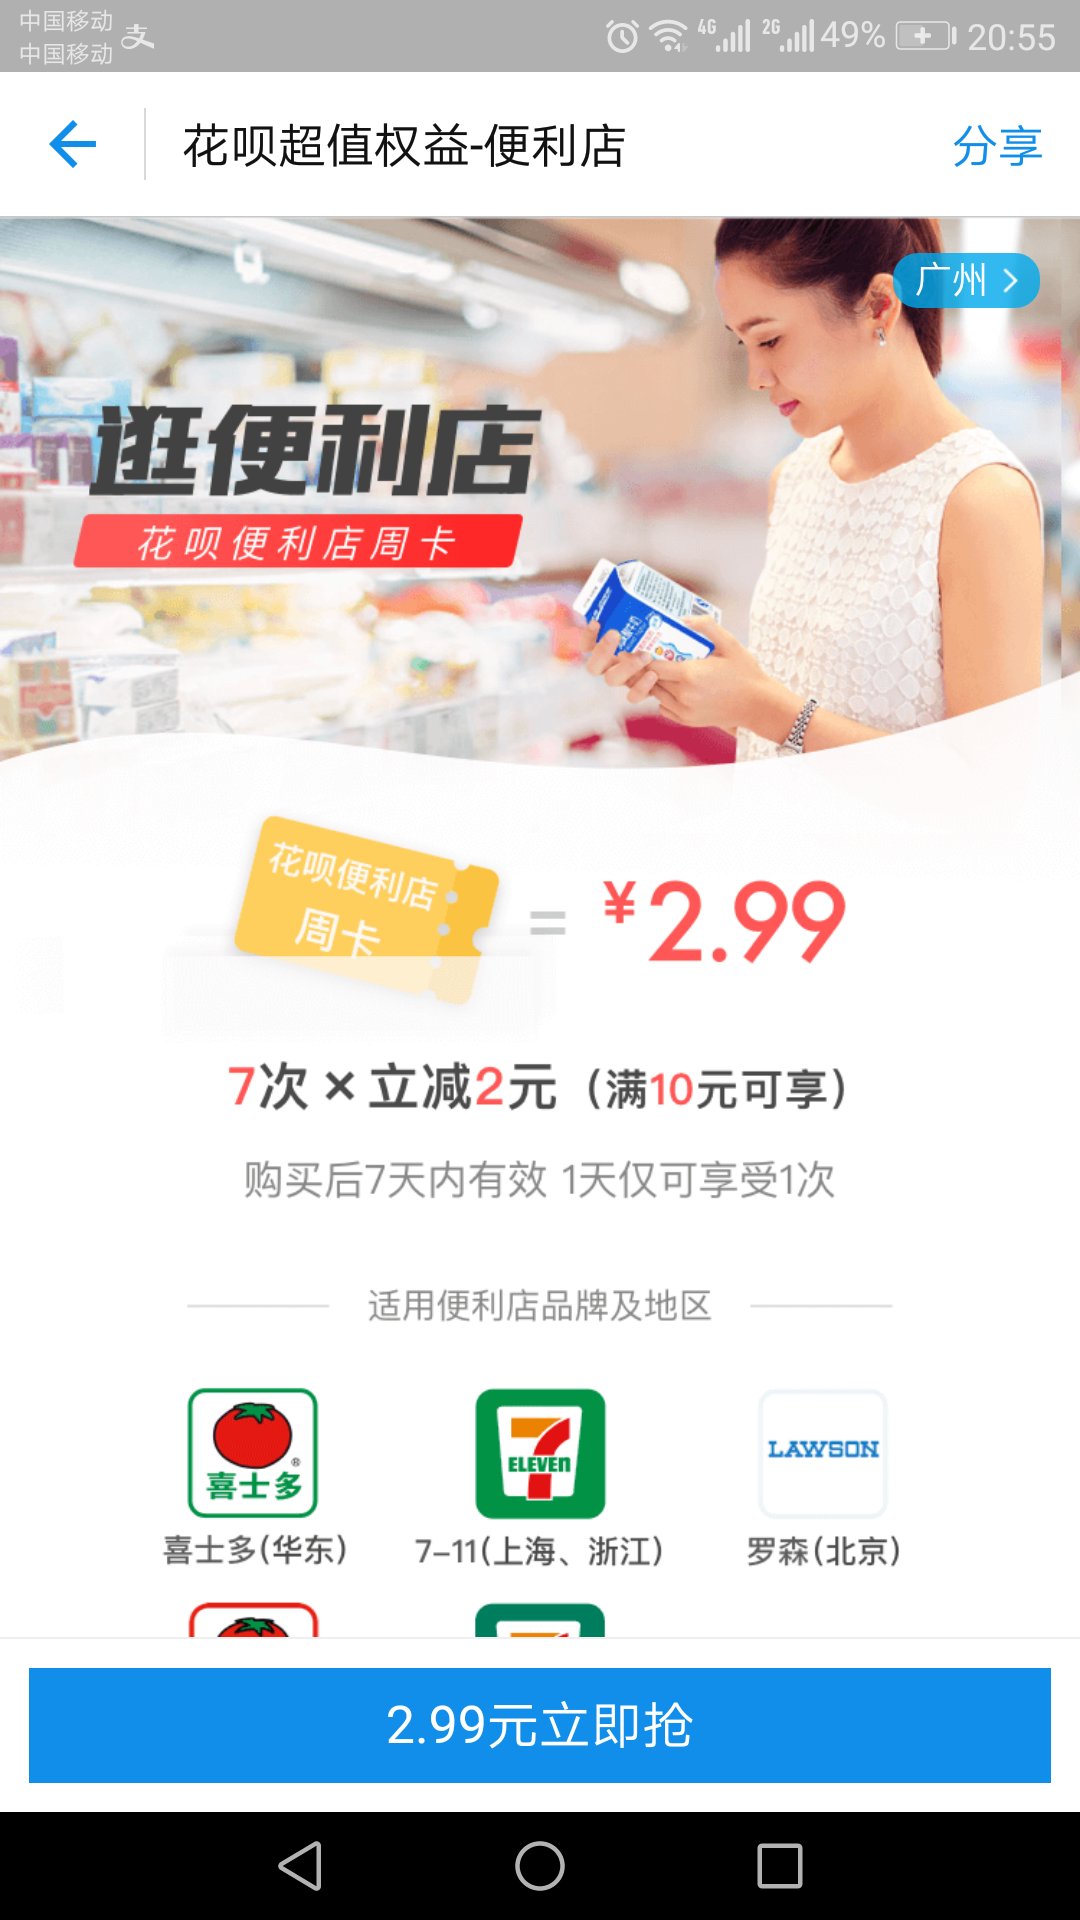 中国移动
中国移动
4G 2G 49% 20:55
花呗超值权益-便利店
分享
广州
逛便利店
花呗便利店周卡
花呗便利店
周卡
= ¥2.99
7次×立减2元（满10元可享）
购买后7天内有效 1天仅可享受1次
适用便利店品牌及地区
喜士多
ELEVEN
LAWSON
喜士多(华东)
7-11(上海、浙江)
罗森(北京)
2.99元立即抢